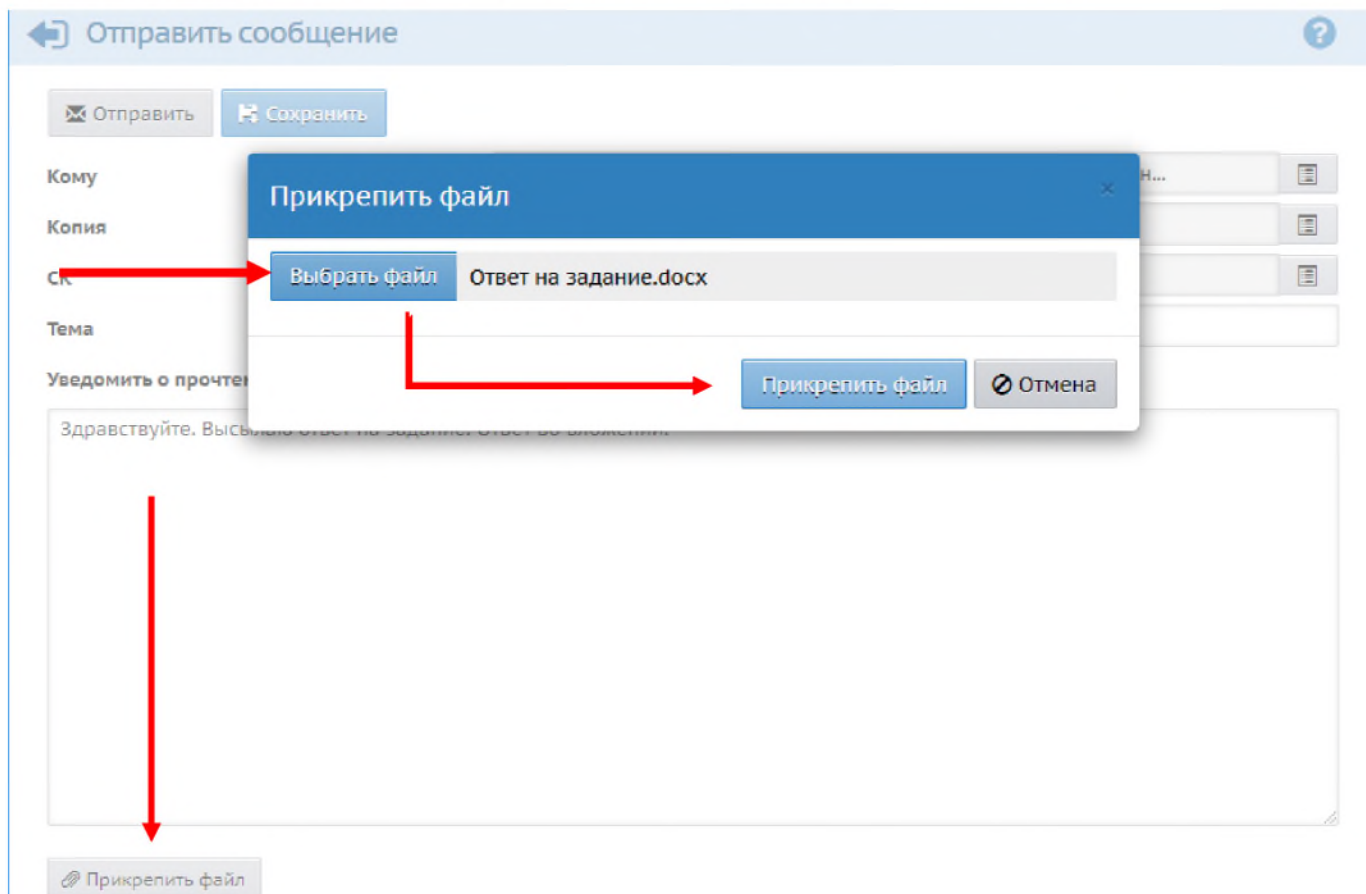 Отправить сообщение
Отправить
Сохранить
Кому
н...
Прикрепить файл
Копия
СК
Выбрать файл Ответ на задание.docx
Тема
Уведомить о прочтен
Прикрепить файл
Отмена
Здравствуйте. Высылаю ответ на задание. Ответ во вложении.
Прикрепить файл